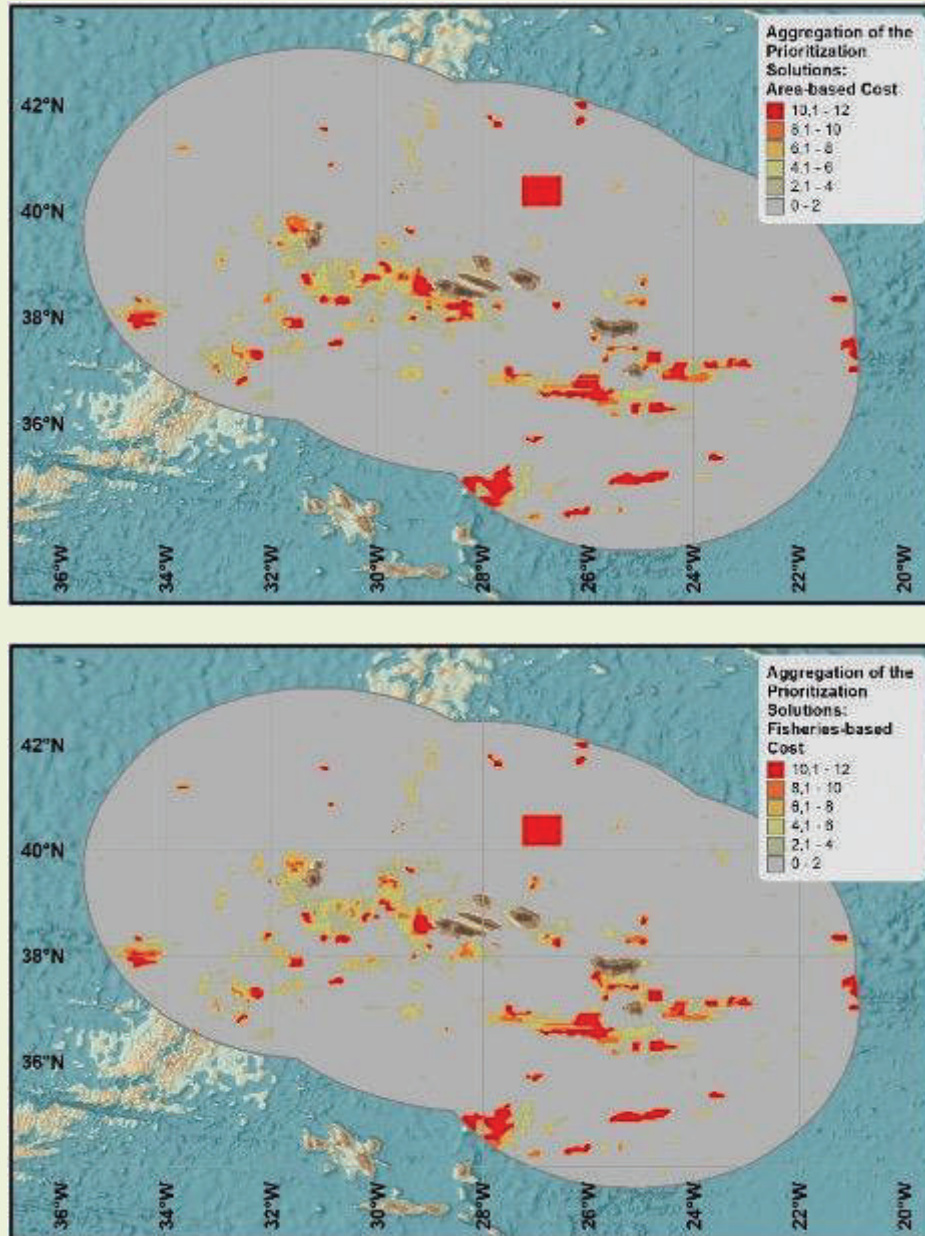 Aggregation of the
Prioritization
Solutions:
Area-based Cost
10,1 - 12
8,1 - 10
6,1 - 8
4,1 - 6
2,1 - 4
0 - 2
42°N
40°N
38°N
36°N
36°W
34°W
32°W
30°W
28°W
26°W
24°W
22°W
20°W
Aggregation of the
Prioritization
Solutions:
Fisheries-based
Cost
10,1 - 12
8,1 - 10
6,1 - 8
4,1 - 6
2,1 - 4
0 - 2
42°N
40°N
38°N
36°N
36°W
34°W
32°W
30°W
28°W
26°W
24°W
22°W
20°W